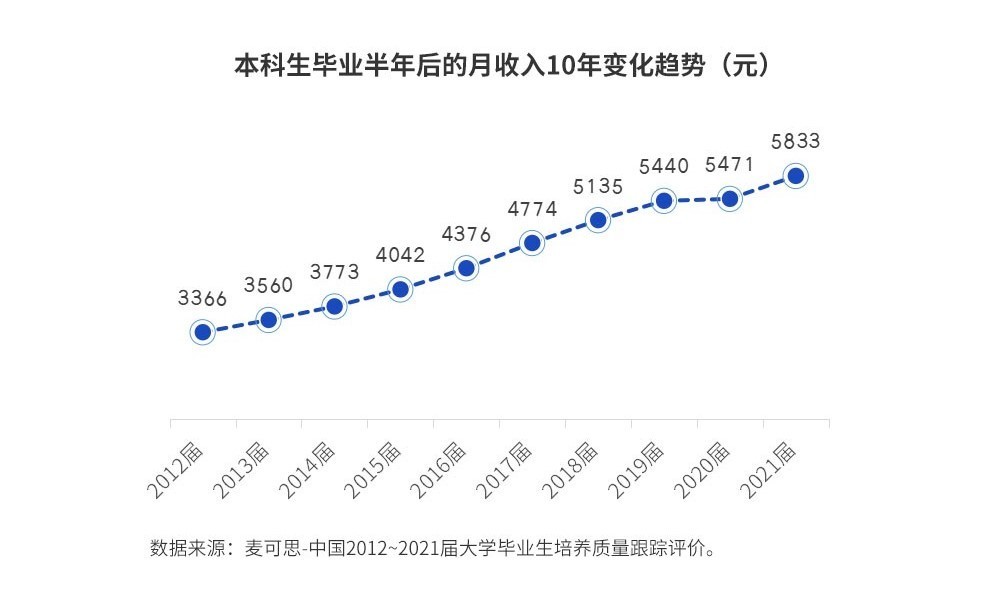 本科生毕业半年后的月收入10年变化趋势（元）
5833
5471
5440
5135
4774
4376
4042
3773
3560
3366
2012届
2013届
2014届
2015届
2016届
2017届
2018届
2019届
2020届
2021届
数据来源：麦可思-中国2012~2021届大学毕业生培养质量跟踪评价。